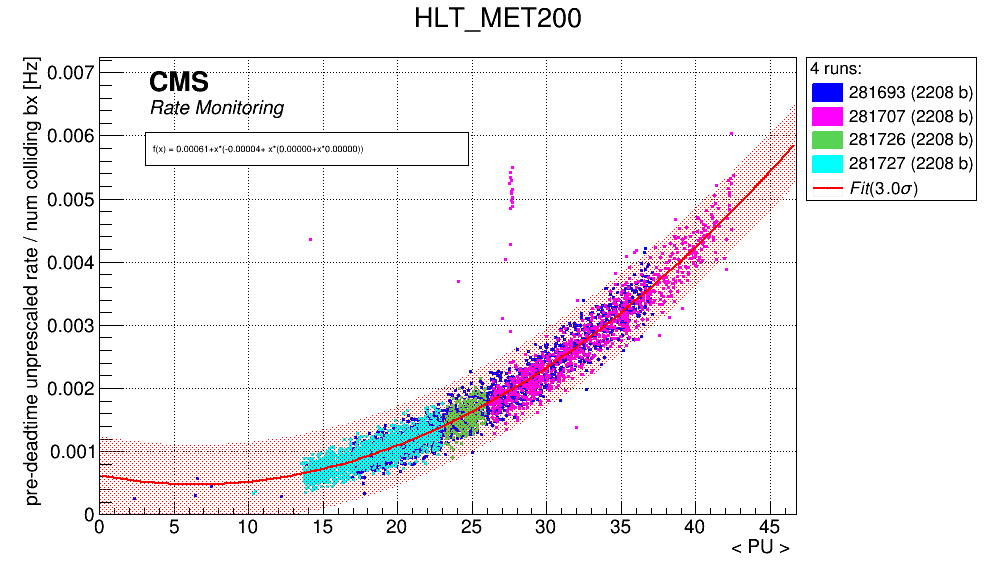 HLT_MET200
pre-deadtime unprescaled rate / num colliding bx [Hz]
0.007
0.006
0.005
0.004
0.003
0.002
0.001
0
CMS
Rate Monitoring
f(x) = 0.00061+x*(-0.00004+ x*(0.00000+x*0.00000))
0 5 10 15 20 25 30 35 40 45
< PU >
4 runs:
281693 (2208 b)
281707 (2208 b)
281726 (2208 b)
281727 (2208 b)
Fit(3.0σ)